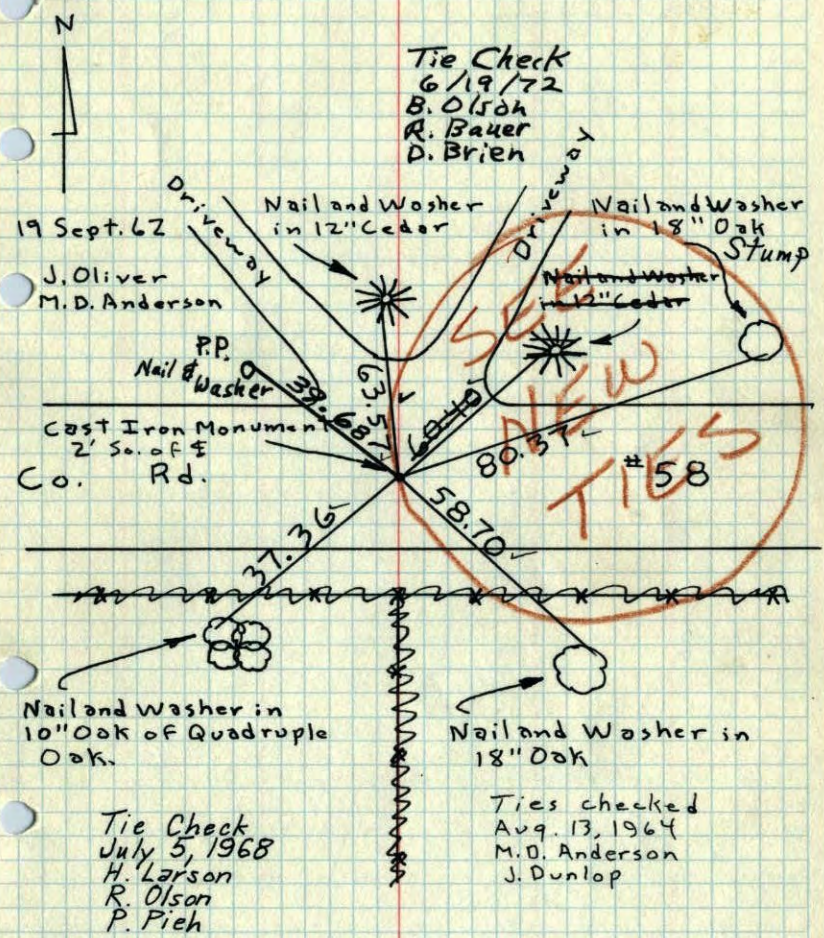 N
Tie Check
6/19/72
B. Olson
R. Bauer
D. Brien
19 Sept. 62
J. Oliver
M.D. Anderson
Driveway
Nail and Washer
in 12" Cedar
Driveway
Nail and Washer
in 18" Oak
Stump
Nail and Washer
in 12" Cedar
SEE
NEW
TIES
P.P.
Nail &
Washer
39.68
63.57
60.40
80.37
Cast Iron Monument
2' So. of ℄
Co. Rd. #58
37.36
58.70
Nail and Washer in
10" Oak of Quadruple
Oak.
Nail and Washer in
18" Oak
Tie Check
July 5, 1968
H. Larson
R. Olson
P. Pieh
Ties checked
Aug. 13, 1964
M.D. Anderson
J. Dunlop